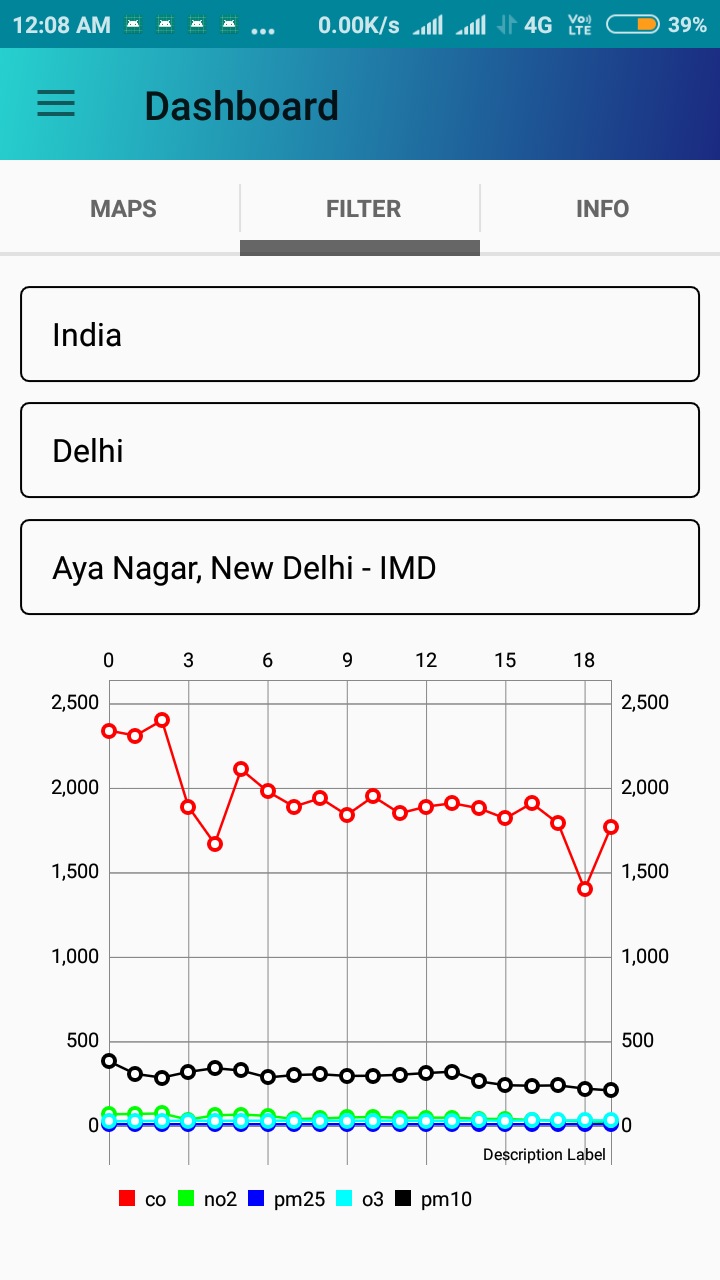 12:08 AM ... 0.00K/s 4G Vo)) LTE 39%
Dashboard
MAPS FILTER INFO
India
Delhi
Aya Nagar, New Delhi - IMD
0 3 6 9 12 15 18
2,500 2,500
2,000 2,000
1,500 1,500
1,000 1,000
500 500
0 0
Description Label
co no2 pm25 o3 pm10